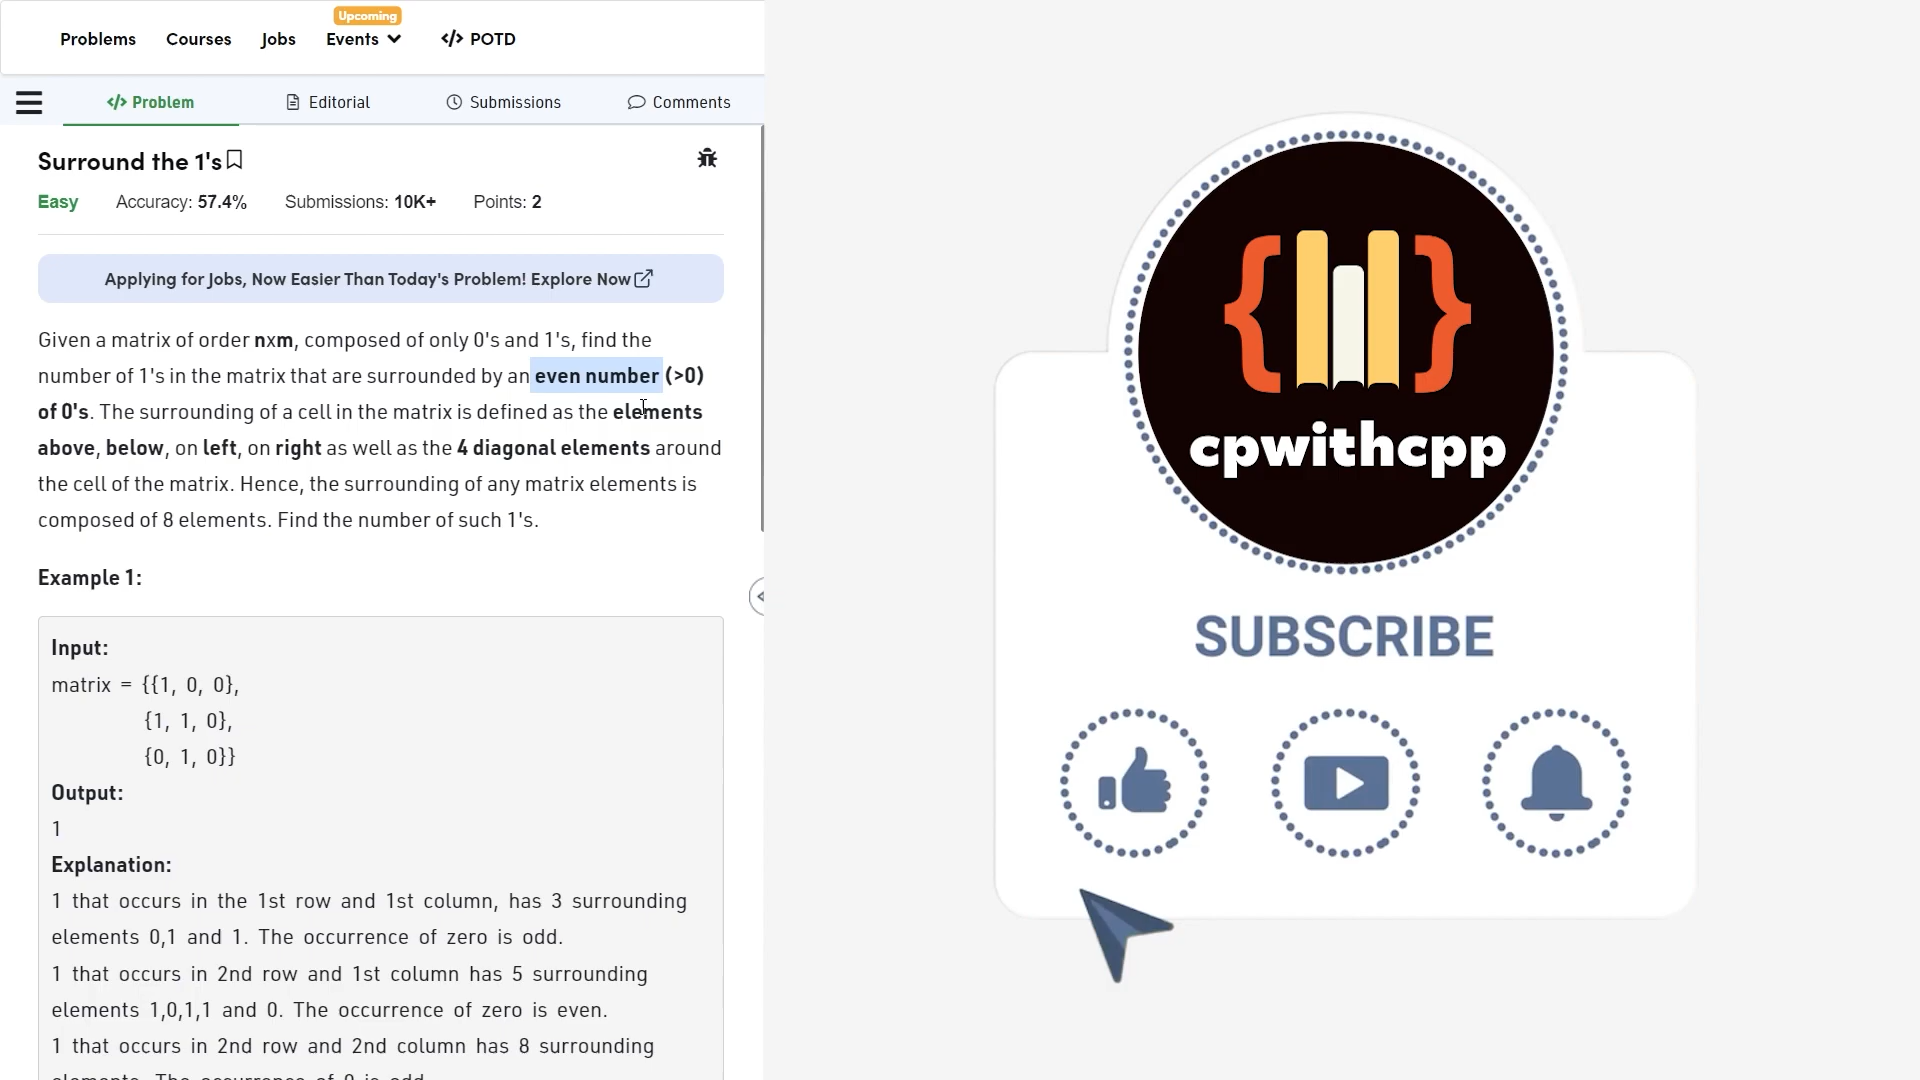 Upcoming
Problems Courses Jobs Events </> POTD
</> Problem Editorial Submissions Comments
Surround the 1's
Easy Accuracy: 57.4% Submissions: 10K+ Points: 2
Applying for Jobs, Now Easier Than Today's Problem! Explore Now
Given a matrix of order nxm, composed of only 0's and 1's, find the
number of 1's in the matrix that are surrounded by an even number (>0)
of 0's. The surrounding of a cell in the matrix is defined as the elements
above, below, on left, on right as well as the 4 diagonal elements around
the cell of the matrix. Hence, the surrounding of any matrix elements is
composed of 8 elements. Find the number of such 1's.
Example 1:
Input:
matrix = {{1, 0, 0},
{1, 1, 0},
{0, 1, 0}}
Output:
1
Explanation:
1 that occurs in the 1st row and 1st column, has 3 surrounding
elements 0,1 and 1. The occurrence of zero is odd.
1 that occurs in 2nd row and 1st column has 5 surrounding
elements 1,0,1,1 and 0. The occurrence of zero is even.
1 that occurs in 2nd row and 2nd column has 8 surrounding
elements. The occurrence of 0 is odd.
cpwithcpp
SUBSCRIBE